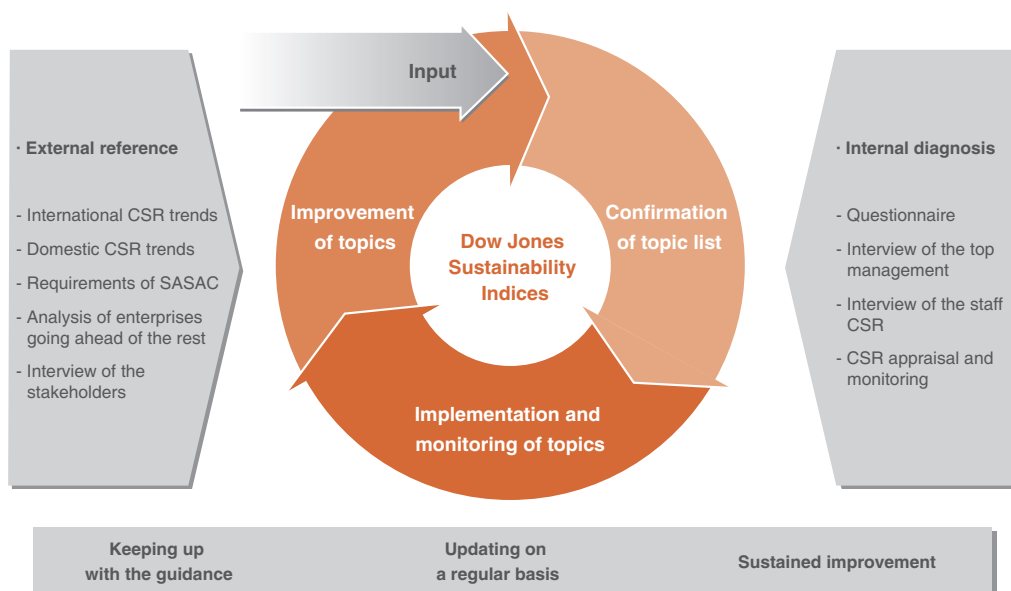 Input
· External reference
- International CSR trends
- Domestic CSR trends
- Requirements of SASAC
- Analysis of enterprises
going ahead of the rest
- Interview of the
stakeholders
Improvement
of topics
Dow Jones
Sustainability
Indices
Confirmation
of topic list
Implementation and
monitoring of topics
· Internal diagnosis
- Questionnaire
- Interview of the top
management
- Interview of the staff
CSR
- CSR appraisal and
monitoring
Keeping up
with the guidance
Updating on
a regular basis
Sustained improvement